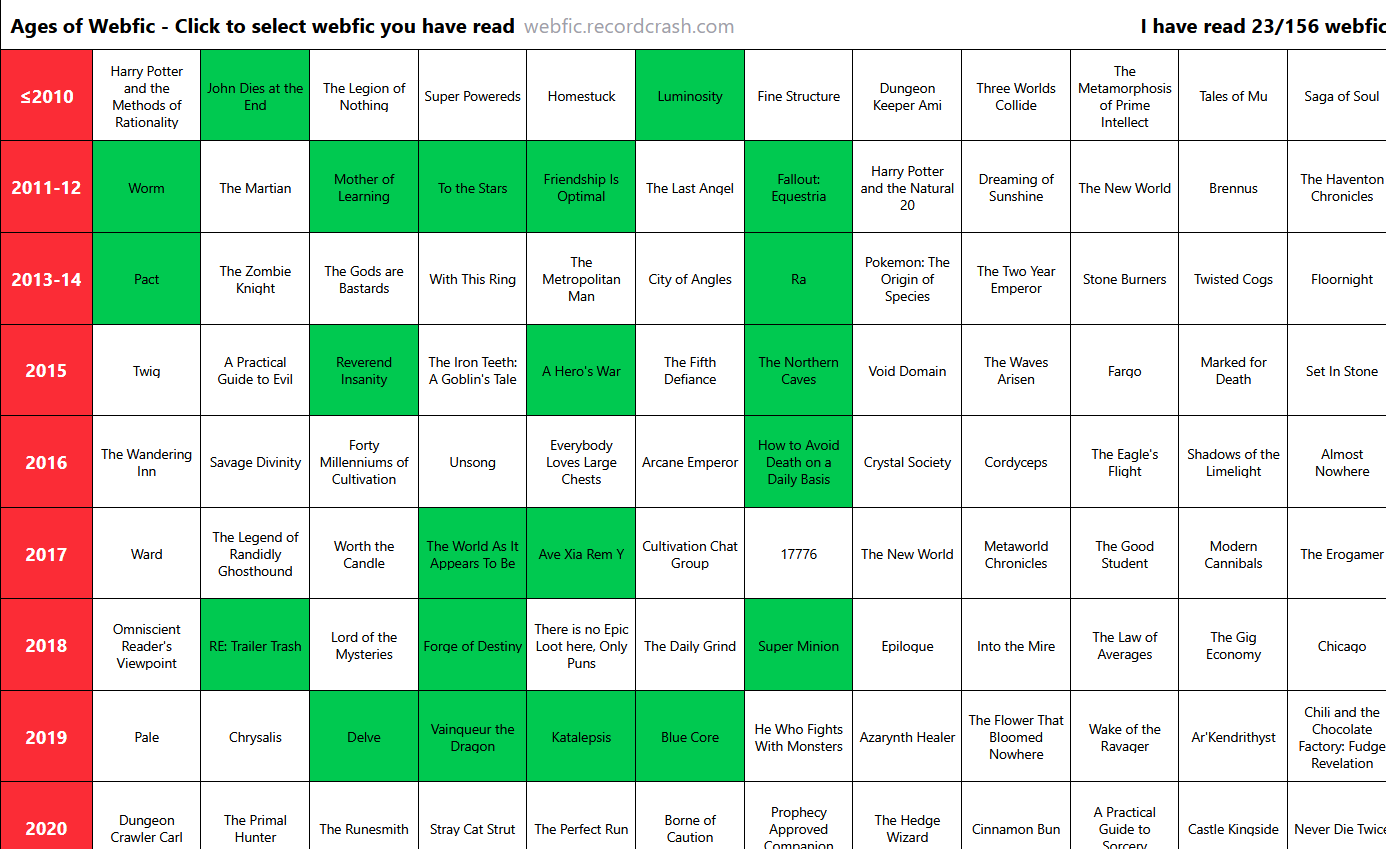 Ages of Webfic - Click to select webfic you have read webfic.recordcrash.com I have read 23/156 webfic
≤2010
Harry Potter
and the
Methods of
Rationality
John Dies at the
End
The Legion of
Nothing
Super Powereds
Homestuck
Luminosity
Fine Structure
Dungeon
Keeper Ami
Three Worlds
Collide
The
Metamorphosis
of Prime
Intellect
Tales of Mu
Saga of Soul
2011-12
Worm
The Martian
Mother of
Learning
To the Stars
Friendship Is
Optimal
The Last Angel
Fallout:
Equestria
Harry Potter
and the Natural
20
Dreaming of
Sunshine
The New World
Brennus
The Haventon
Chronicles
2013-14
Pact
The Zombie
Knight
The Gods are
Bastards
With This Ring
The
Metropolitan
Man
City of Angles
Ra
Pokemon: The
Origin of
Species
The Two Year
Emperor
Stone Burners
Twisted Cogs
Floornight
2015
Twig
A Practical
Guide to Evil
Reverend
Insanity
The Iron Teeth:
A Goblin's Tale
A Hero's War
The Fifth
Defiance
The Northern
Caves
Void Domain
The Waves
Arisen
Fargo
Marked for
Death
Set In Stone
2016
The Wandering
Inn
Savage Divinity
Forty
Millenniums of
Cultivation
Unsong
Everybody
Loves Large
Chests
Arcane Emperor
How to Avoid
Death on a
Daily Basis
Crystal Society
Cordyceps
The Eagle's
Flight
Shadows of the
Limelight
Almost
Nowhere
2017
Ward
The Legend of
Randidly
Ghosthound
Worth the
Candle
The World As It
Appears To Be
Ave Xia Rem Y
Cultivation Chat
Group
17776
The New World
Metaworld
Chronicles
The Good
Student
Modern
Cannibals
The Erogamer
2018
Omniscient
Reader's
Viewpoint
RE: Trailer Trash
Lord of the
Mysteries
Forge of Destiny
There is no Epic
Loot here, Only
Puns
The Daily Grind
Super Minion
Epilogue
Into the Mire
The Law of
Averages
The Gig
Economy
Chicago
2019
Pale
Chrysalis
Delve
Vainqueur the
Dragon
Katalepsis
Blue Core
He Who Fights
With Monsters
Azarynth Healer
The Flower That
Bloomed
Nowhere
Wake of the
Ravager
Ar'Kendrithyst
Chili and the
Chocolate
Factory: Fudge
Revelation
2020
Dungeon
Crawler Carl
The Primal
Hunter
The Runesmith
Stray Cat Strut
The Perfect Run
Borne of
Caution
Prophecy
Approved
Companion
The Hedge
Wizard
Cinnamon Bun
A Practical
Guide to
Sorcery
Castle Kingside
Never Die Twice